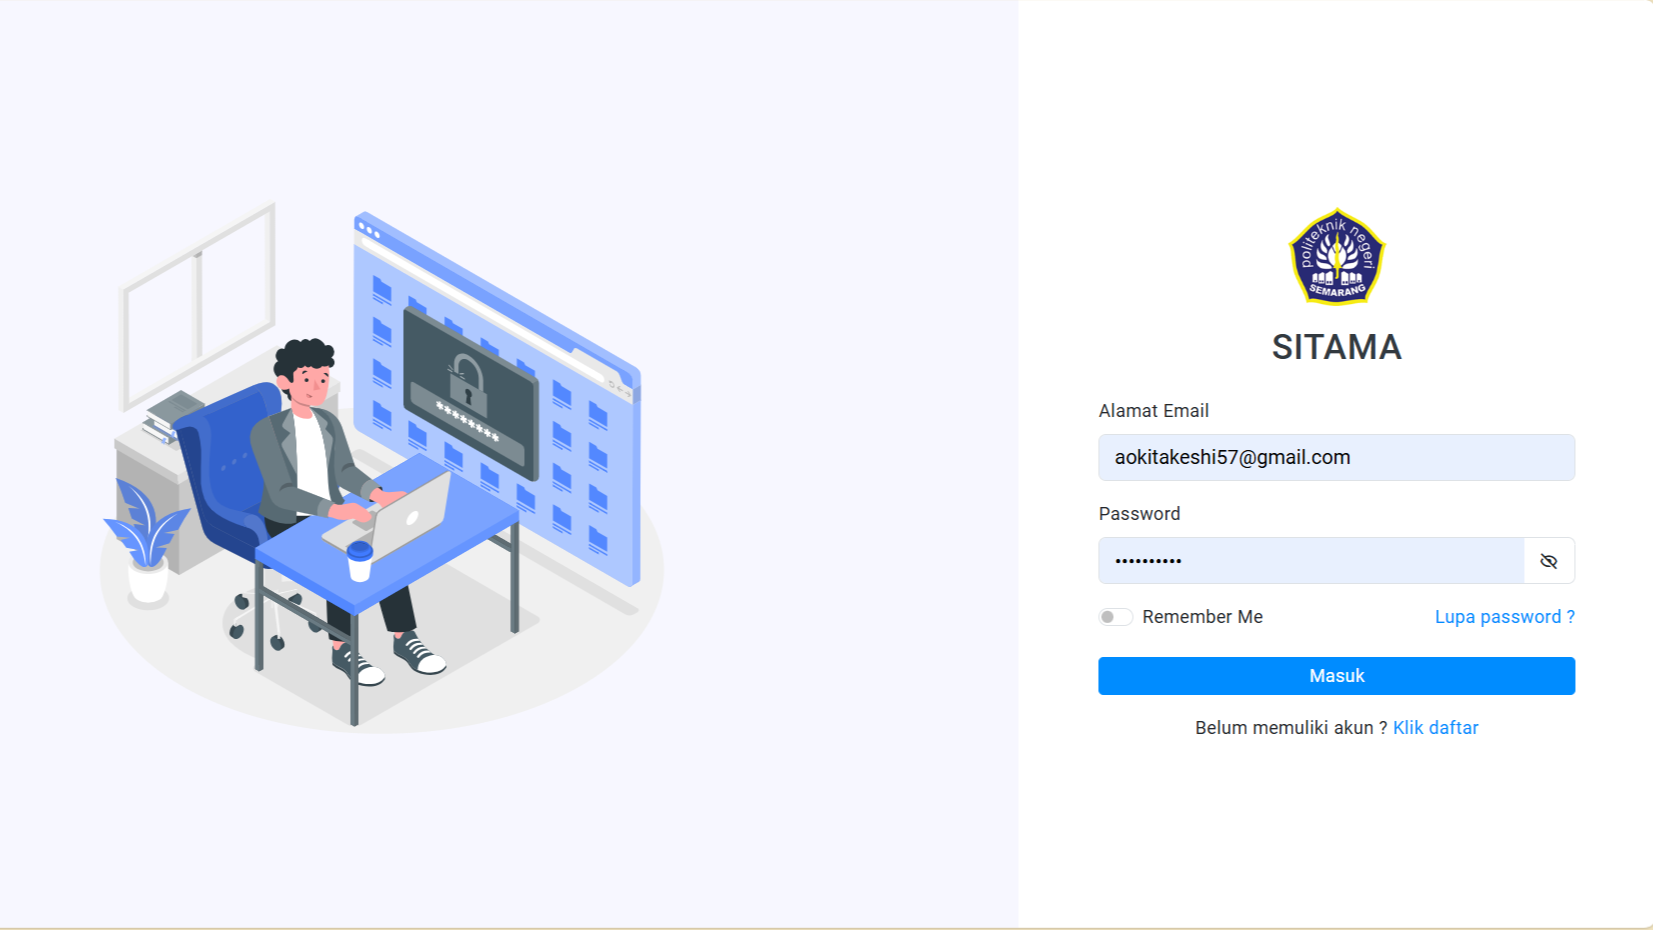 politeknik negeri
SEMARANG
SITAMA
Alamat Email
aokitakeshi57@gmail.com
Password
••••••••••
Remember Me
Lupa password ?
Masuk
Belum memuliki akun ? Klik daftar
********